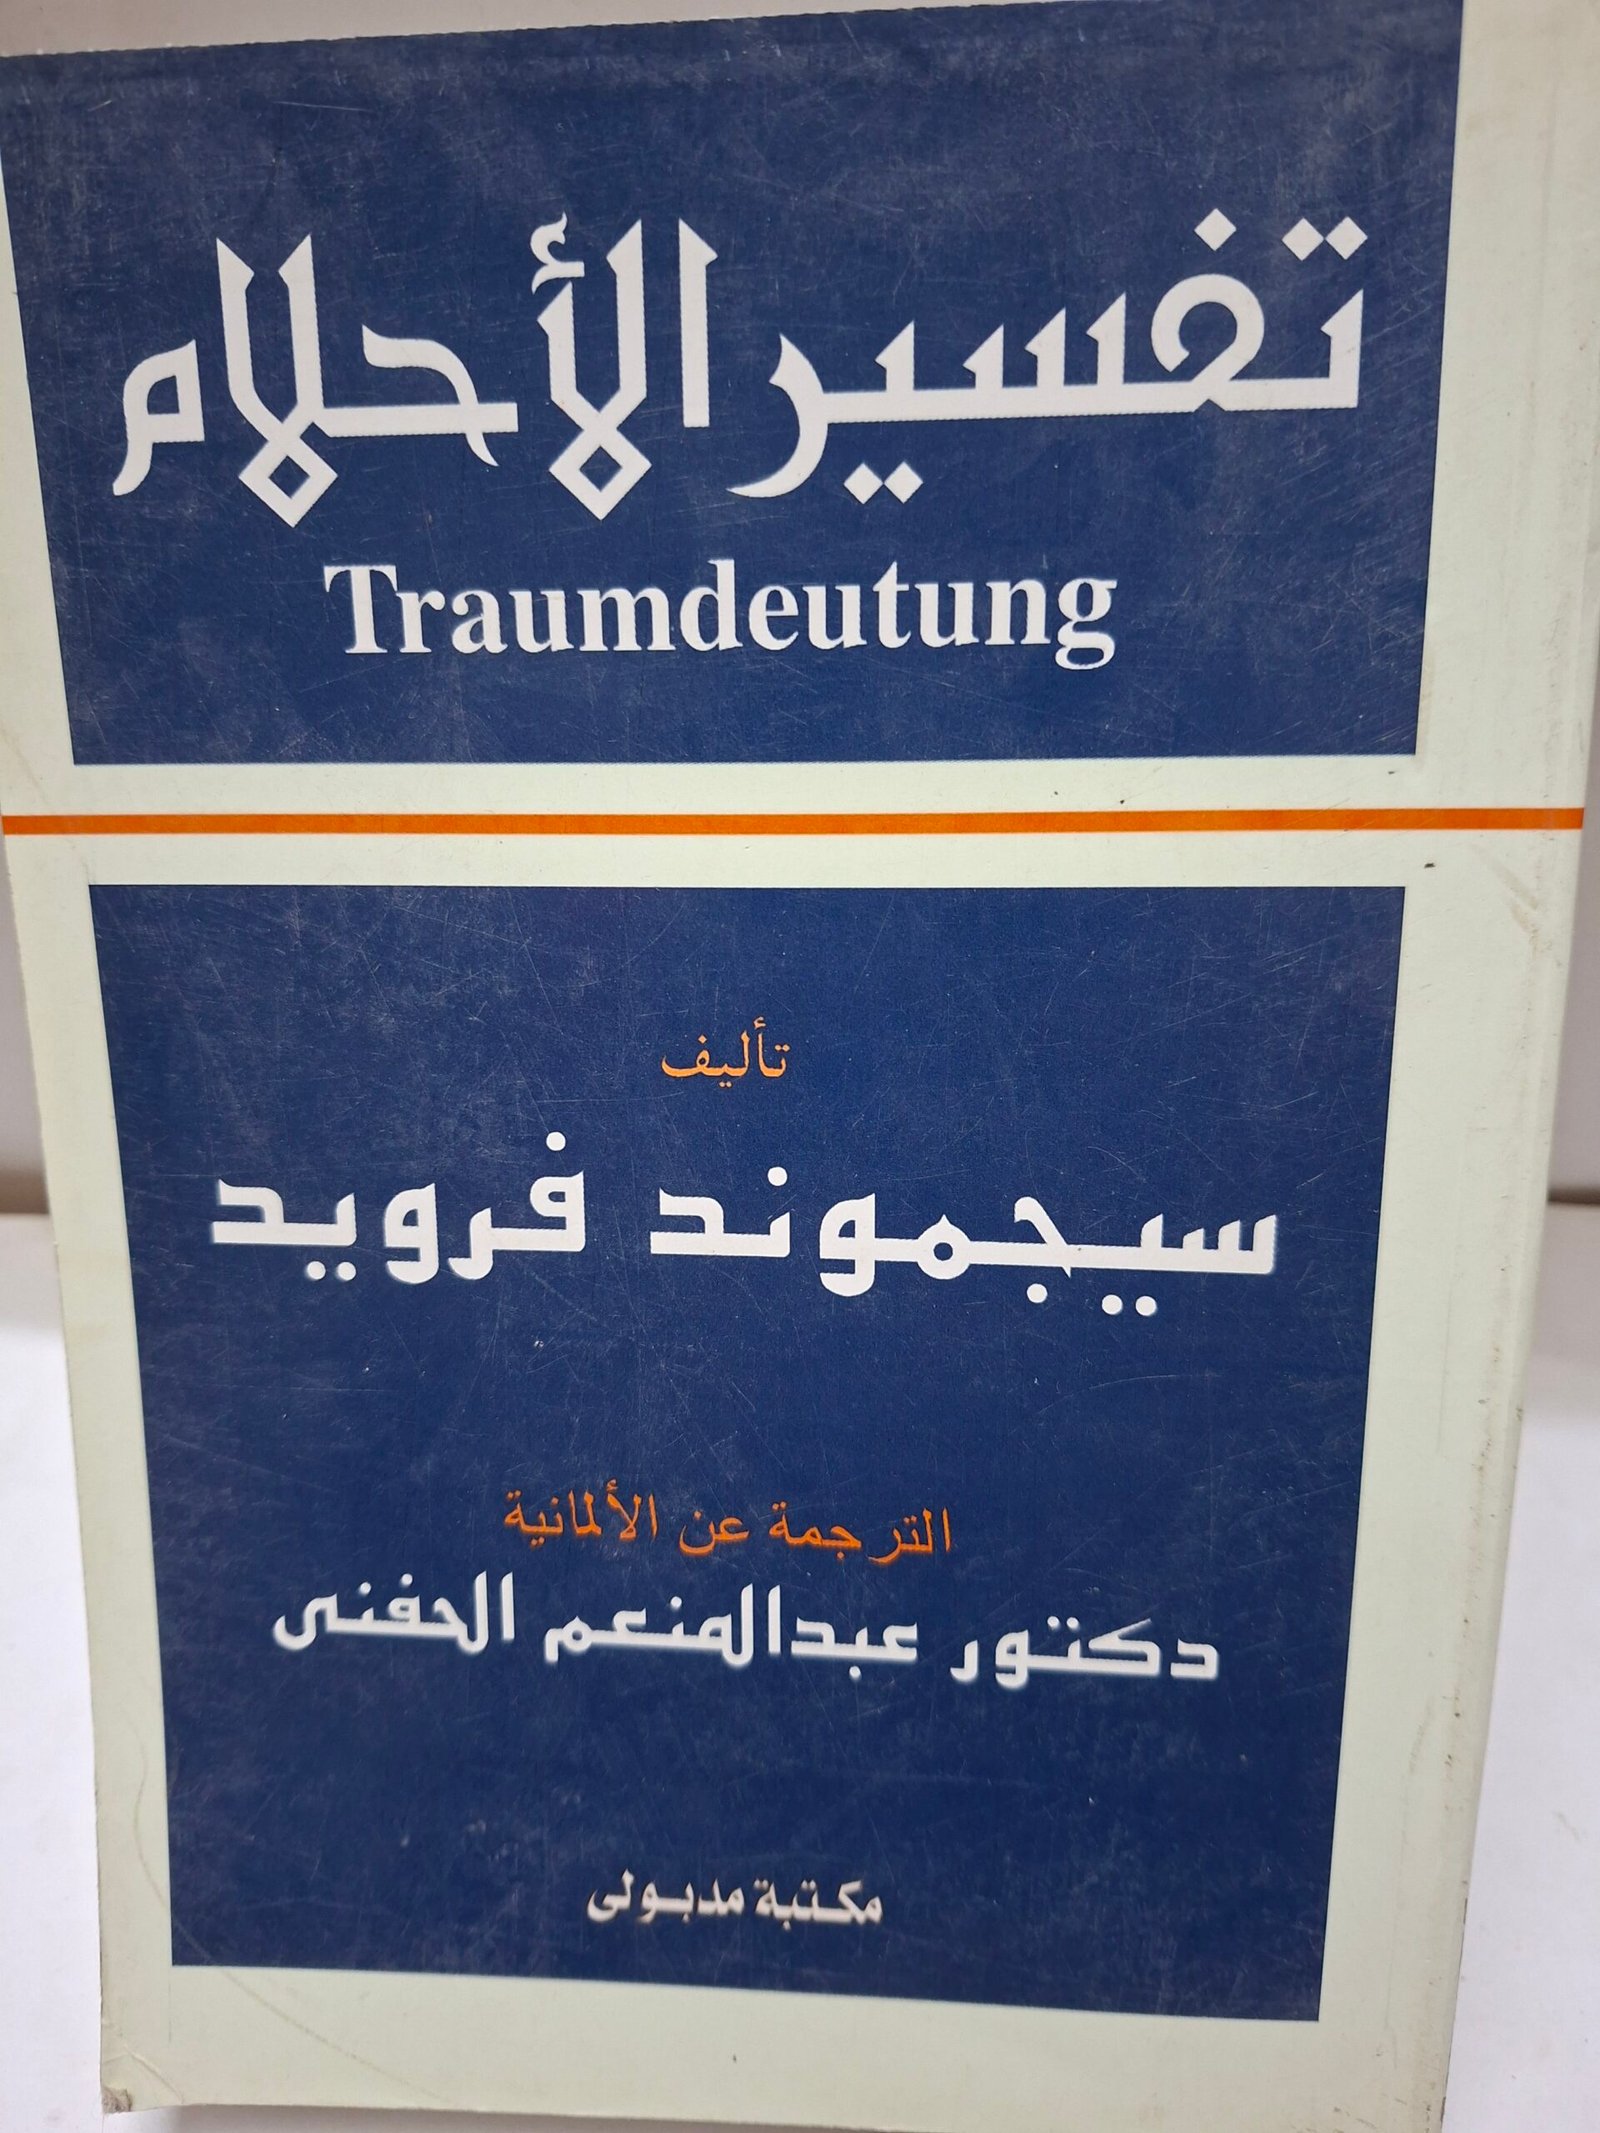 تفسير الأحلام
Traumdeutung
تأليف
سيجموند فرويد
الترجمة عن الألمانية
دكتور عبدالمنعم الحفنى
مكتبة مدبولى